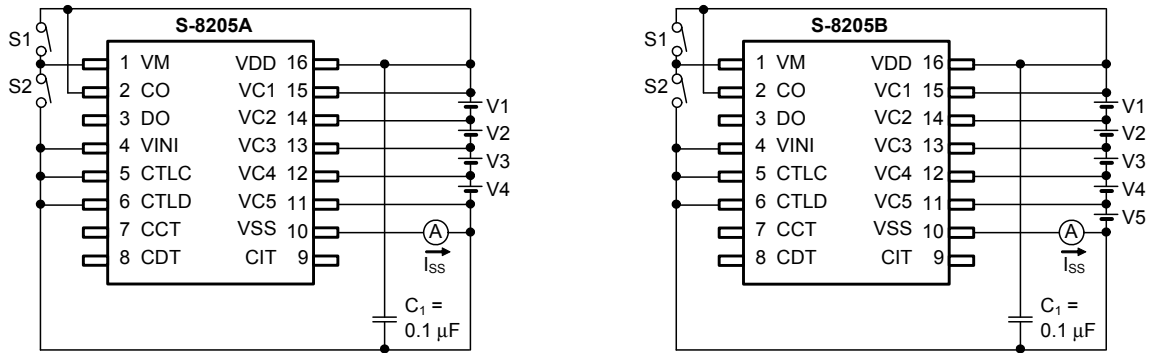 S-8205A
S1
S2
1 VM VDD 16
2 CO VC1 15
3 DO VC2 14
4 VINI VC3 13
5 CTLC VC4 12
6 CTLD VC5 11
7 CCT VSS 10
8 CDT CIT 9
V1
V2
V3
V4
A
ISS
C1 =
0.1 μF
S-8205B
S1
S2
1 VM VDD 16
2 CO VC1 15
3 DO VC2 14
4 VINI VC3 13
5 CTLC VC4 12
6 CTLD VC5 11
7 CCT VSS 10
8 CDT CIT 9
V1
V2
V3
V4
V5
A
ISS
C1 =
0.1 μF